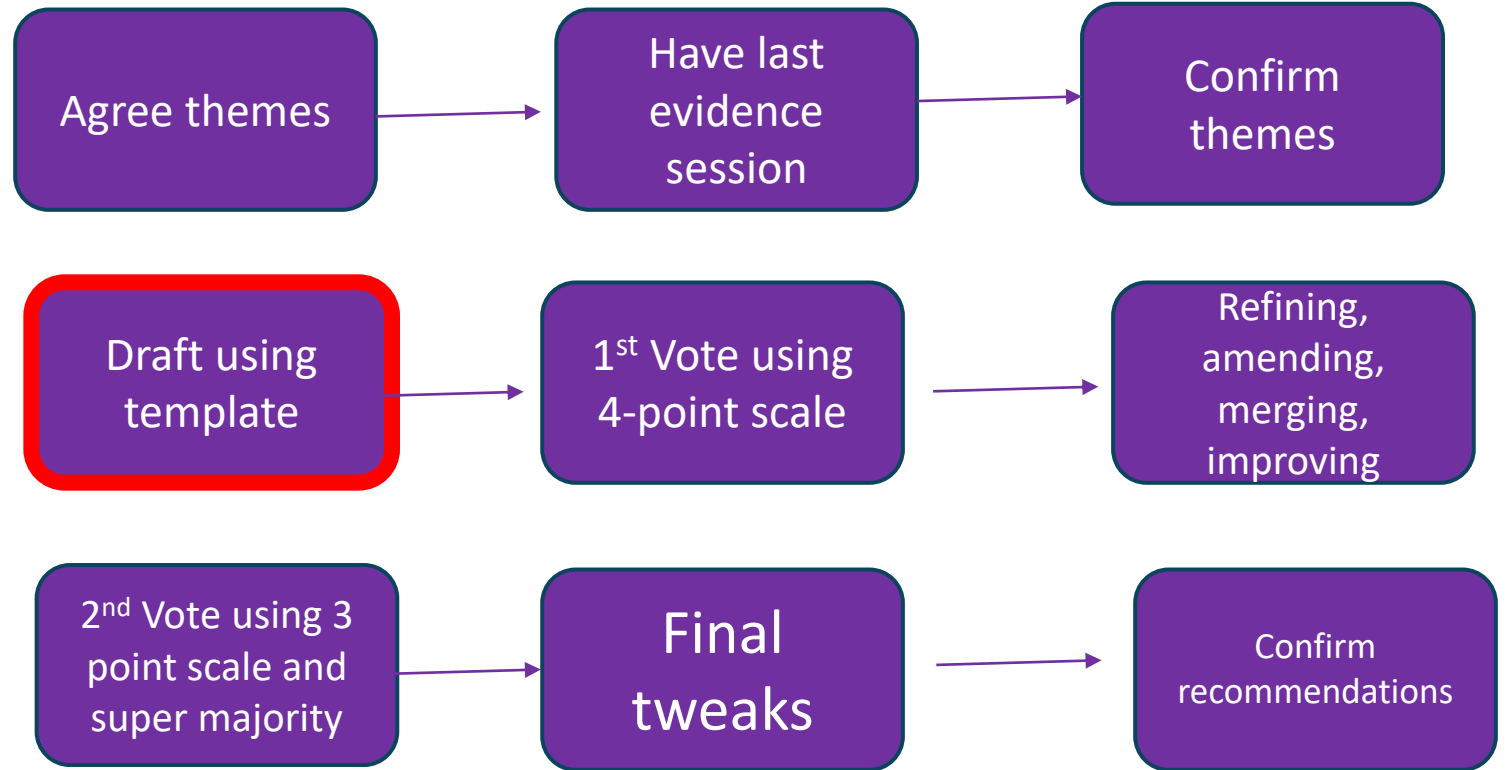 Agree themes
Have last
evidence
session
Confirm
themes
Draft using
template
1st Vote using
4-point scale
Refining,
amending,
merging,
improving
2nd Vote using 3
point scale and
super majority
Final
tweaks
Confirm
recommendations